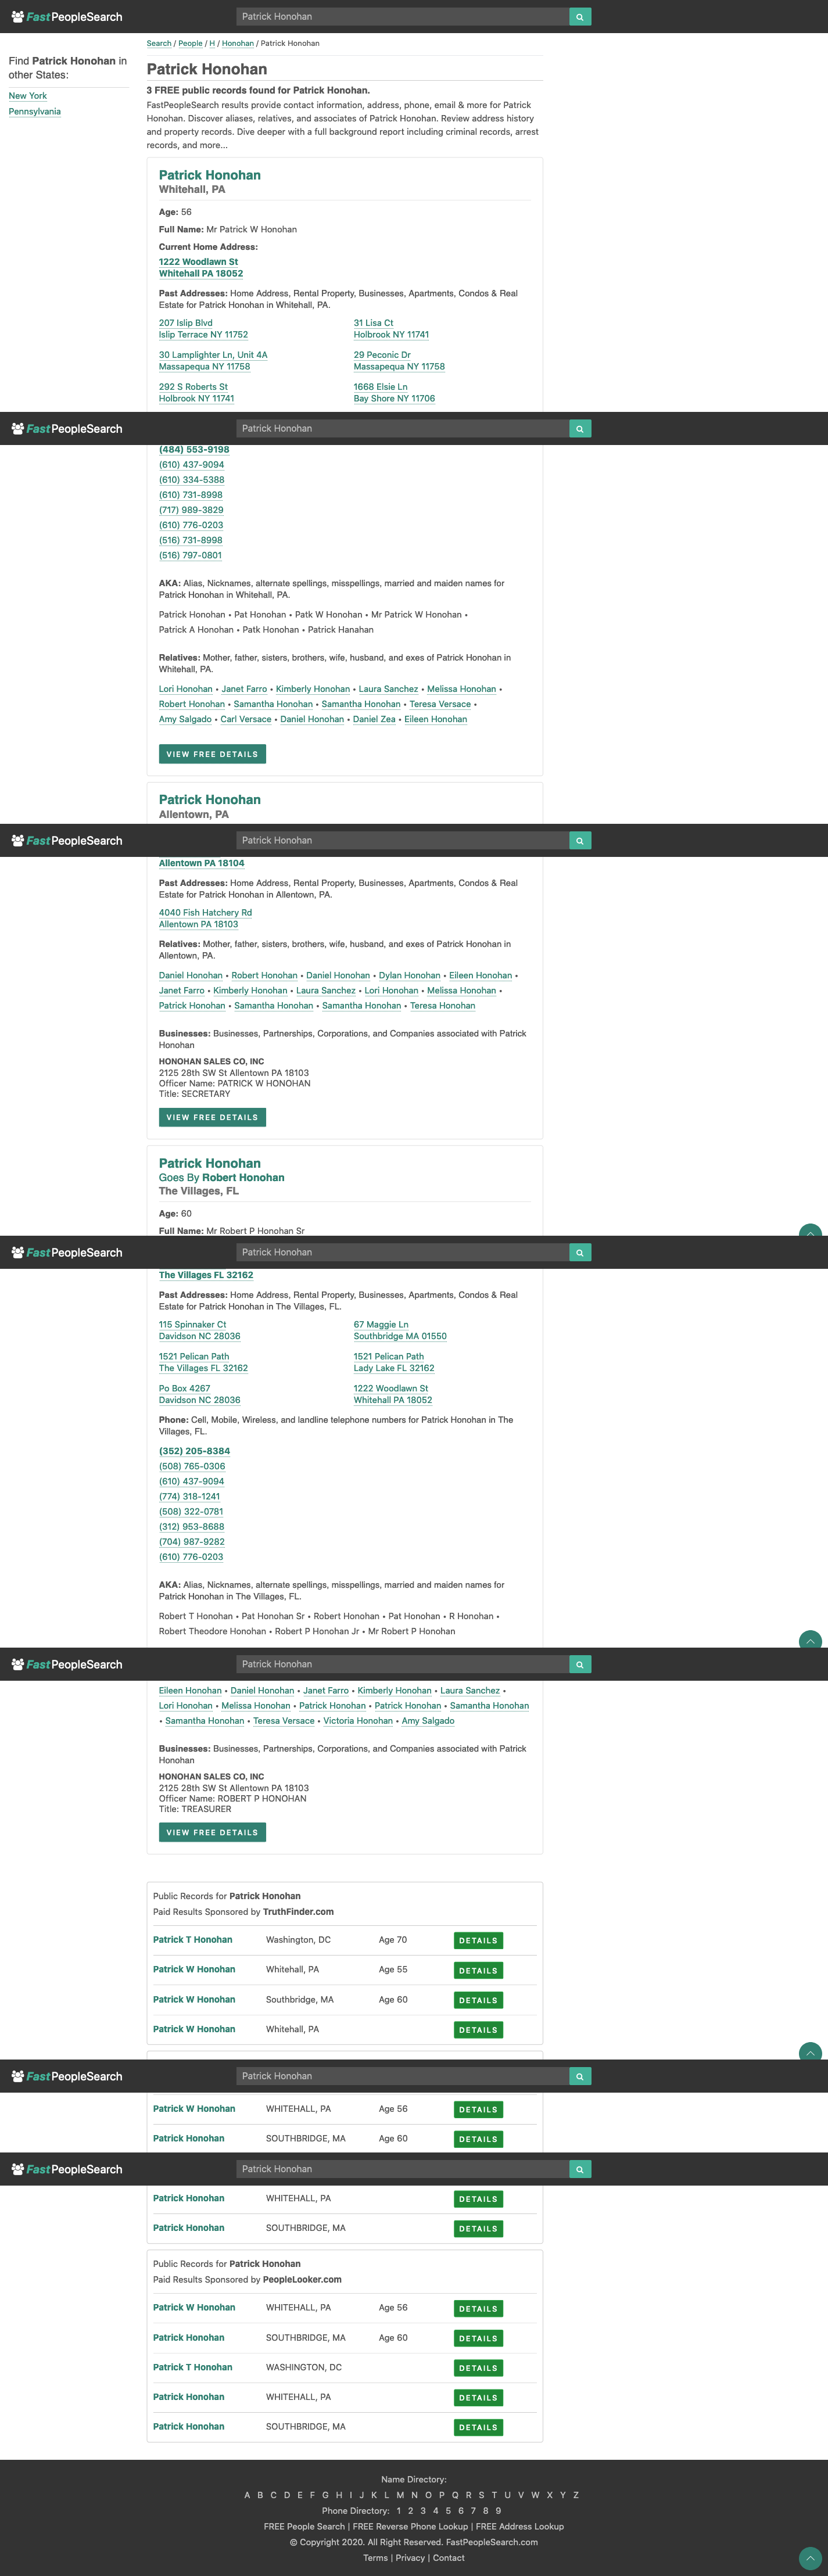 FastPeopleSearch
Patrick Honohan
Find Patrick Honohan in
other States:
New York
Pennsylvania
Search / People / H / Honohan / Patrick Honohan
Patrick Honohan
3 FREE public records found for Patrick Honohan.
FastPeopleSearch results provide contact information, address, phone, email & more for Patrick
Honohan. Discover aliases, relatives, and associates of Patrick Honohan. Review address history
and property records. Dive deeper with a full background report including criminal records, arrest
records, and more...
Patrick Honohan
Whitehall, PA
Age: 56
Full Name: Mr Patrick W Honohan
Current Home Address:
1222 Woodlawn St
Whitehall PA 18052
Past Addresses: Home Address, Rental Property, Businesses, Apartments, Condos & Real
Estate for Patrick Honohan in Whitehall, PA.
207 Islip Blvd
Islip Terrace NY 11752
31 Lisa Ct
Holbrook NY 11741
30 Lamplighter Ln, Unit 4A
Massapequa NY 11758
29 Peconic Dr
Massapequa NY 11758
292 S Roberts St
Holbrook NY 11741
1668 Elsie Ln
Bay Shore NY 11706
FastPeopleSearch
Patrick Honohan
(484) 553-9198
(610) 437-9094
(610) 334-5388
(610) 731-8998
(717) 989-3829
(610) 776-0203
(516) 731-8998
(516) 797-0801
AKA: Alias, Nicknames, alternate spellings, misspellings, married and maiden names for
Patrick Honohan in Whitehall, PA.
Patrick Honohan • Pat Honohan • Patk W Honohan • Mr Patrick W Honohan •
Patrick A Honohan • Patk Honohan • Patrick Hanahan
Relatives: Mother, father, sisters, brothers, wife, husband, and exes of Patrick Honohan in
Whitehall, PA.
Lori Honohan • Janet Farro • Kimberly Honohan • Laura Sanchez • Melissa Honohan •
Robert Honohan • Samantha Honohan • Samantha Honohan • Teresa Versace •
Amy Salgado • Carl Versace • Daniel Honohan • Daniel Zea • Eileen Honohan
VIEW FREE DETAILS
Patrick Honohan
Allentown, PA
FastPeopleSearch
Patrick Honohan
Allentown PA 18104
Past Addresses: Home Address, Rental Property, Businesses, Apartments, Condos & Real
Estate for Patrick Honohan in Allentown, PA.
4040 Fish Hatchery Rd
Allentown PA 18103
Relatives: Mother, father, sisters, brothers, wife, husband, and exes of Patrick Honohan in
Allentown, PA.
Daniel Honohan • Robert Honohan • Daniel Honohan • Dylan Honohan • Eileen Honohan •
Janet Farro • Kimberly Honohan • Laura Sanchez • Lori Honohan • Melissa Honohan •
Patrick Honohan • Samantha Honohan • Samantha Honohan • Teresa Honohan
Businesses: Businesses, Partnerships, Corporations, and Companies associated with Patrick
Honohan
HONOHAN SALES CO, INC
2125 28th SW St Allentown PA 18103
Officer Name: PATRICK W HONOHAN
Title: SECRETARY
VIEW FREE DETAILS
Patrick Honohan
Goes By Robert Honohan
The Villages, FL
Age: 60
Full Name: Mr Robert P Honohan Sr
FastPeopleSearch
Patrick Honohan
The Villages FL 32162
Past Addresses: Home Address, Rental Property, Businesses, Apartments, Condos & Real
Estate for Patrick Honohan in The Villages, FL.
115 Spinnaker Ct
Davidson NC 28036
67 Maggie Ln
Southbridge MA 01550
1521 Pelican Path
The Villages FL 32162
1521 Pelican Path
Lady Lake FL 32162
Po Box 4267
Davidson NC 28036
1222 Woodlawn St
Whitehall PA 18052
Phone: Cell, Mobile, Wireless, and landline telephone numbers for Patrick Honohan in The
Villages, FL.
(352) 205-8384
(508) 765-0306
(610) 437-9094
(774) 318-1241
(508) 322-0781
(312) 953-8688
(704) 987-9282
(610) 776-0203
AKA: Alias, Nicknames, alternate spellings, misspellings, married and maiden names for
Patrick Honohan in The Villages, FL.
Robert T Honohan • Pat Honohan Sr • Robert Honohan • Pat Honohan • R Honohan •
Robert Theodore Honohan • Robert P Honohan Jr • Mr Robert P Honohan
FastPeopleSearch
Patrick Honohan
Eileen Honohan • Daniel Honohan • Janet Farro • Kimberly Honohan • Laura Sanchez •
Lori Honohan • Melissa Honohan • Patrick Honohan • Patrick Honohan • Samantha Honohan
• Samantha Honohan • Teresa Versace • Victoria Honohan • Amy Salgado
Businesses: Businesses, Partnerships, Corporations, and Companies associated with Patrick
Honohan
HONOHAN SALES CO, INC
2125 28th SW St Allentown PA 18103
Officer Name: ROBERT P HONOHAN
Title: TREASURER
VIEW FREE DETAILS
Public Records for Patrick Honohan
Paid Results Sponsored by TruthFinder.com
Patrick T Honohan Washington, DC Age 70 DETAILS
Patrick W Honohan Whitehall, PA Age 55 DETAILS
Patrick W Honohan Southbridge, MA Age 60 DETAILS
Patrick W Honohan Whitehall, PA DETAILS
FastPeopleSearch
Patrick Honohan
Patrick W Honohan WHITEHALL, PA Age 56 DETAILS
Patrick Honohan SOUTHBRIDGE, MA Age 60 DETAILS
FastPeopleSearch
Patrick Honohan
Patrick Honohan WHITEHALL, PA DETAILS
Patrick Honohan SOUTHBRIDGE, MA DETAILS
Public Records for Patrick Honohan
Paid Results Sponsored by PeopleLooker.com
Patrick W Honohan WHITEHALL, PA Age 56 DETAILS
Patrick Honohan SOUTHBRIDGE, MA Age 60 DETAILS
Patrick T Honohan WASHINGTON, DC DETAILS
Patrick Honohan WHITEHALL, PA DETAILS
Patrick Honohan SOUTHBRIDGE, MA DETAILS
Name Directory:
A B C D E F G H I J K L M N O P Q R S T U V W X Y Z
Phone Directory: 1 2 3 4 5 6 7 8 9
FREE People Search | FREE Reverse Phone Lookup | FREE Address Lookup
© Copyright 2020. All Right Reserved. FastPeopleSearch.com
Terms | Privacy | Contact